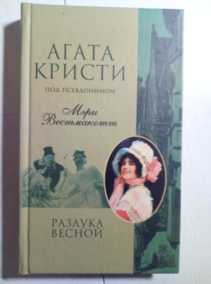 АГАТА
КРИСТИ
ПОД ПСЕВДОНИМОМ
Мэри
Вестмакотт
РАЗЛУКА
ВЕСНОЙ